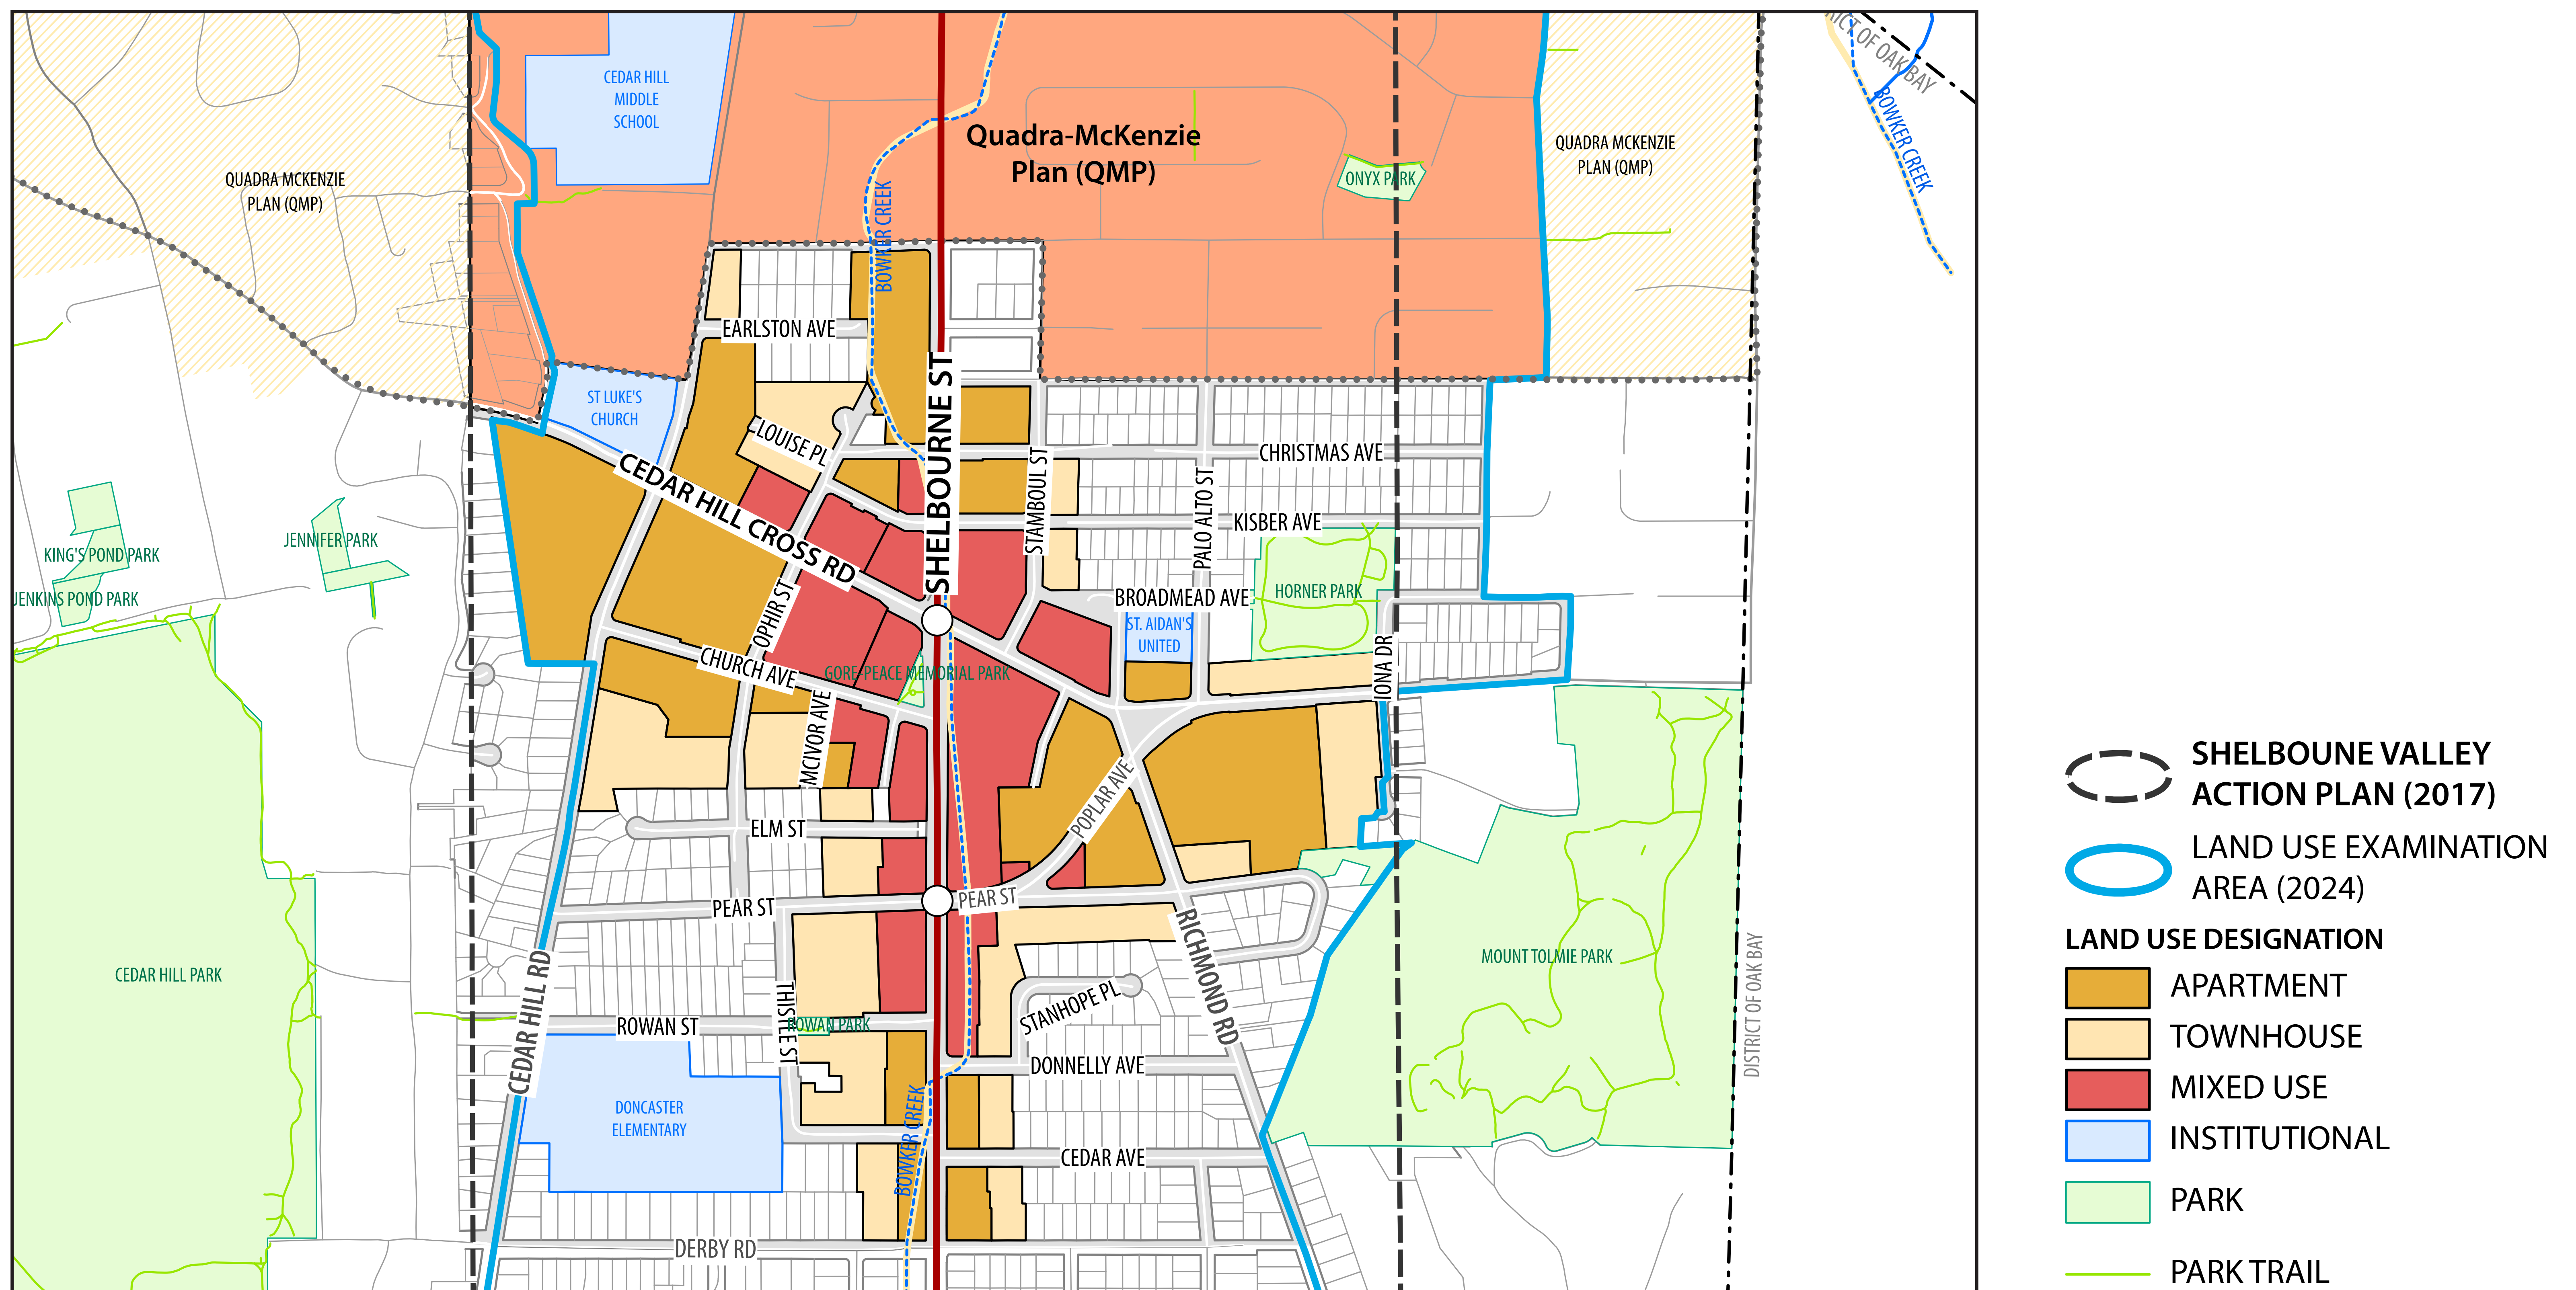 CEDAR HILL
MIDDLE
SCHOOL
RICT OF OAK BAY
BOWKER CREEK
Quadra-McKenzie
Plan (QMP)
QUADRA MCKENZIE
PLAN (QMP)
QUADRA MCKENZIE
PLAN (QMP)
ONYX PARK
BOWKER CREEK
EARLSTON AVE
ST LUKE'S
CHURCH
LOUISE PL
SHELBOURNE ST
CEDAR HILL CROSS RD
CHRISTMAS AVE
STAMBOUL ST
PALO ALTO ST
KISBER AVE
KING'S POND PARK
JENNIFER PARK
JENKINS POND PARK
HORNER PARK
BROADMEAD AVE
OPHIR ST
ST. AIDAN'S
UNITED
CHURCH AVE
GORE-PEACE MEMORIAL PARK
IONA DR
MCIVOR AVE
POPLAR AVE
ELM ST
PEAR ST
PEAR ST
CEDAR HILL PARK
MOUNT TOLMIE PARK
RICHMOND RD
CEDAR HILL RD
THISTLE ST
STANHOPE PL
ROWAN ST
ROWAN PARK
DISTRICT OF OAK BAY
DONNELLY AVE
DONCASTER
ELEMENTARY
BOWKER CREEK
CEDAR AVE
DERBY RD
SHELBOUNE VALLEY
ACTION PLAN (2017)
LAND USE EXAMINATION
AREA (2024)
LAND USE DESIGNATION
APARTMENT
TOWNHOUSE
MIXED USE
INSTITUTIONAL
PARK
PARK TRAIL